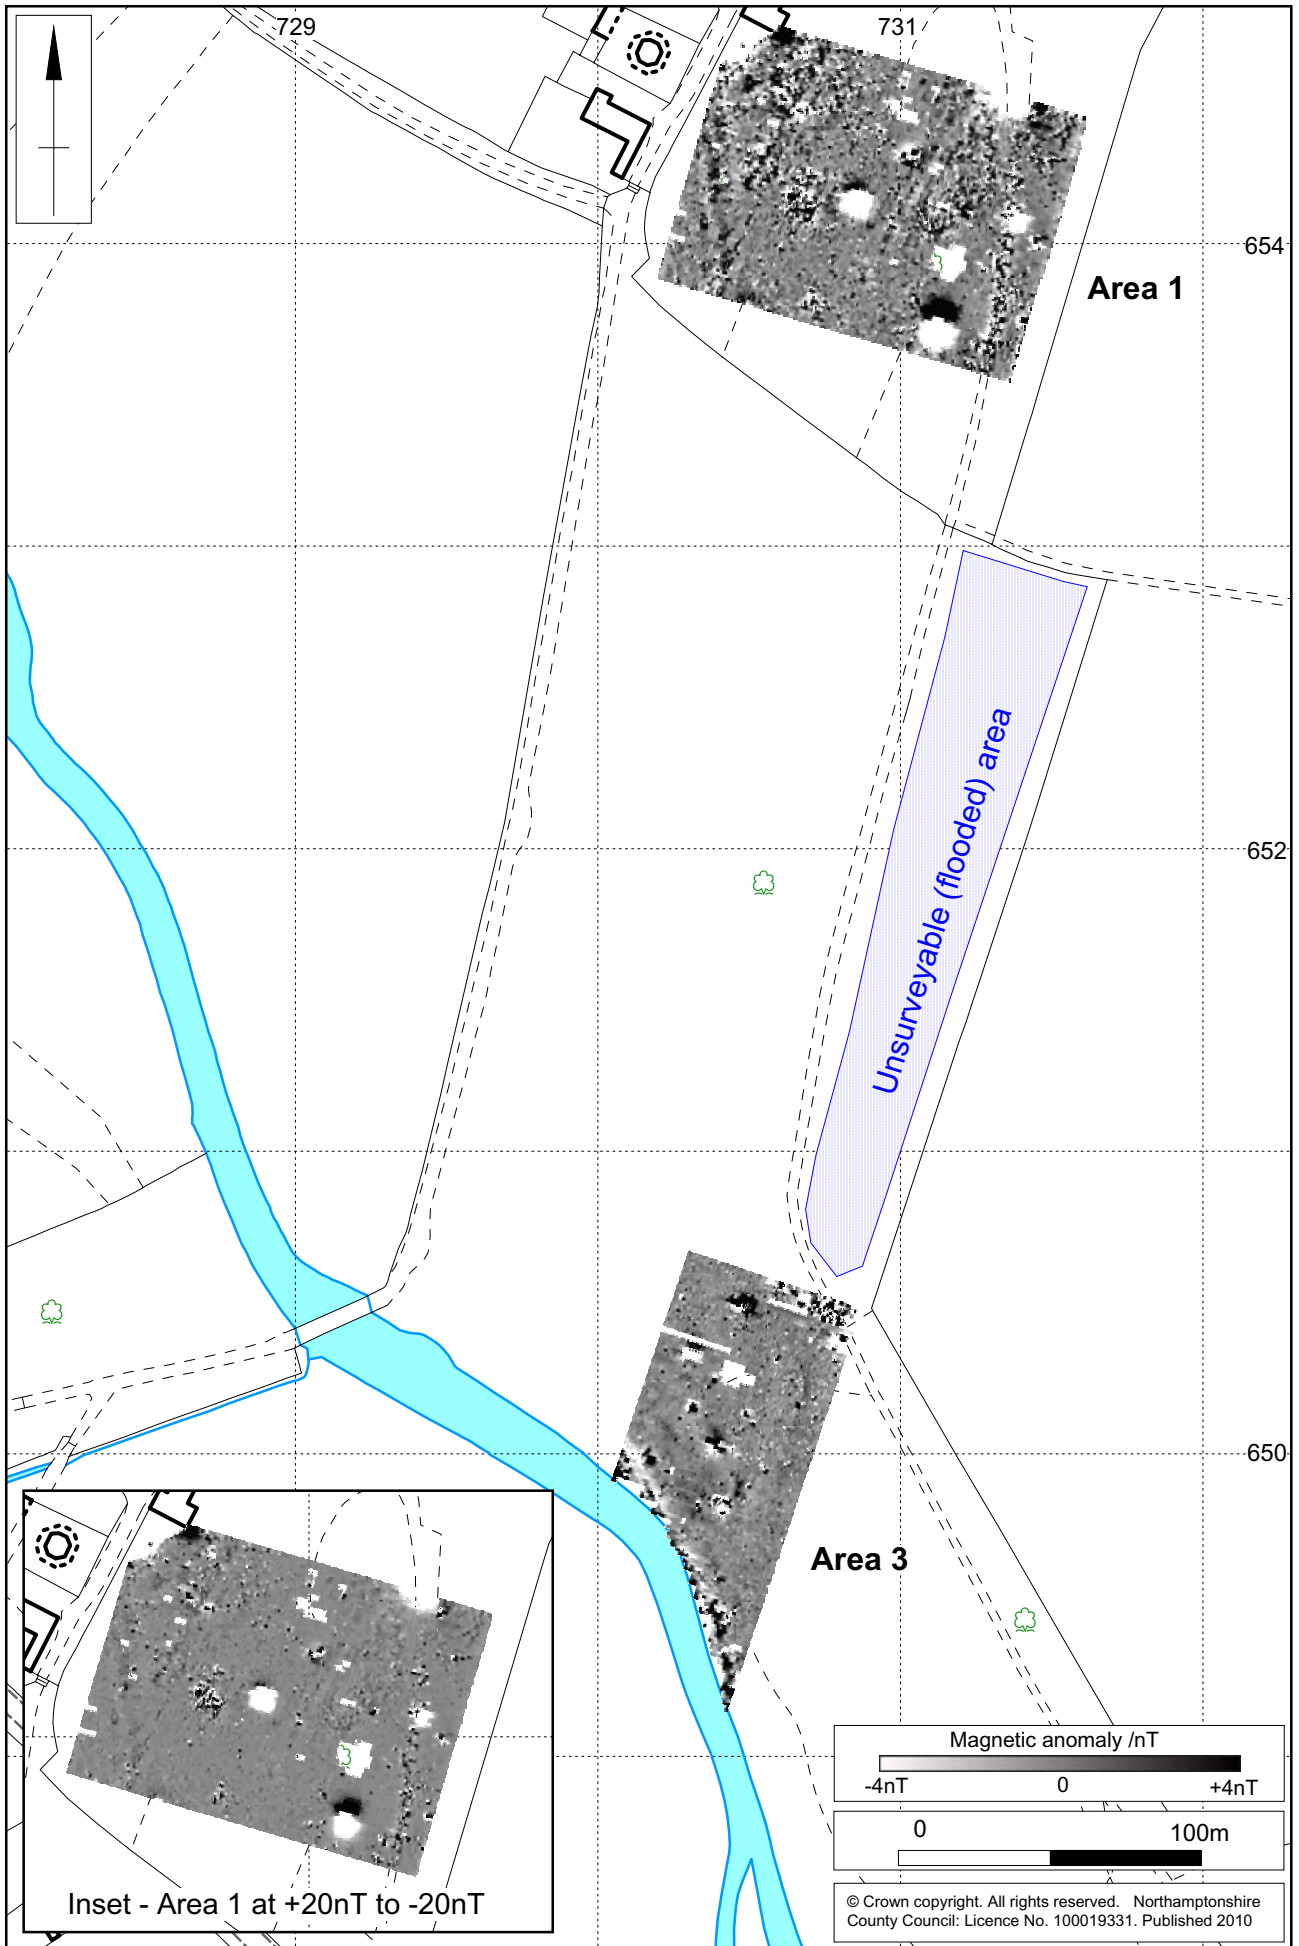 729
731
654
Area 1
652
Unsurveyable (flooded) area
650
Area 3
Magnetic anomaly /nT
-4nT 0 +4nT
0 100m
© Crown copyright. All rights reserved. Northamptonshire
County Council: Licence No. 100019331. Published 2010
Inset - Area 1 at +20nT to -20nT